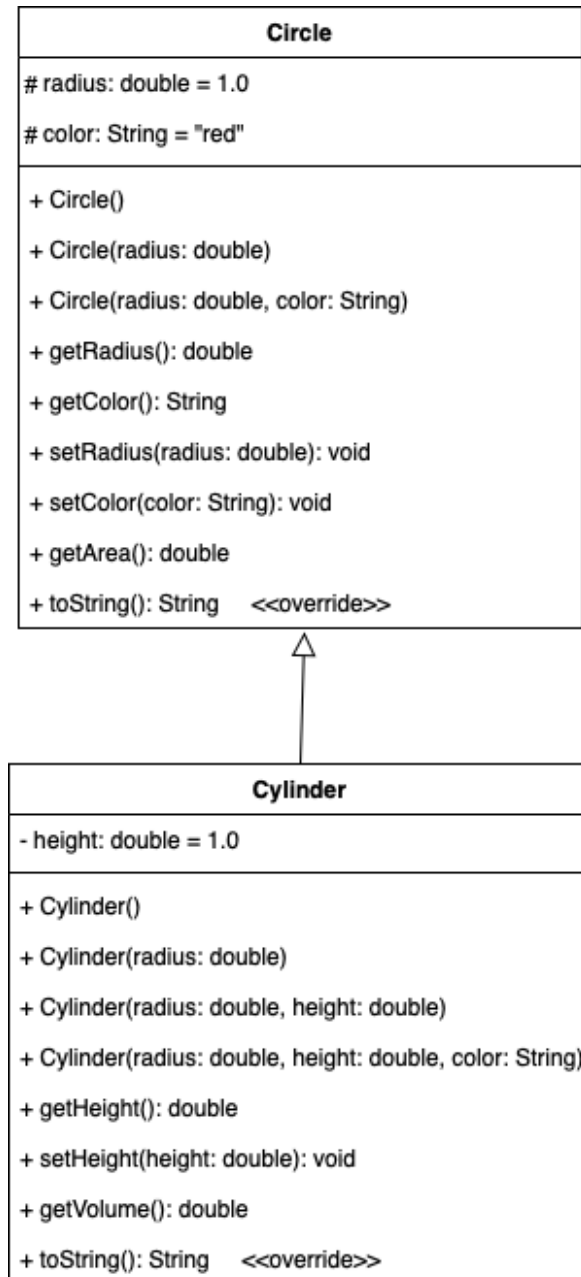 Circle
# radius: double = 1.0
# color: String = "red"
+ Circle()
+ Circle(radius: double)
+ Circle(radius: double, color: String)
+ getRadius(): double
+ getColor(): String
+ setRadius(radius: double): void
+ setColor(color: String): void
+ getArea(): double
+ toString(): String <<override>>
Cylinder
- height: double = 1.0
+ Cylinder()
+ Cylinder(radius: double)
+ Cylinder(radius: double, height: double)
+ Cylinder(radius: double, height: double, color: String)
+ getHeight(): double
+ setHeight(height: double): void
+ getVolume(): double
+ toString(): String <<override>>